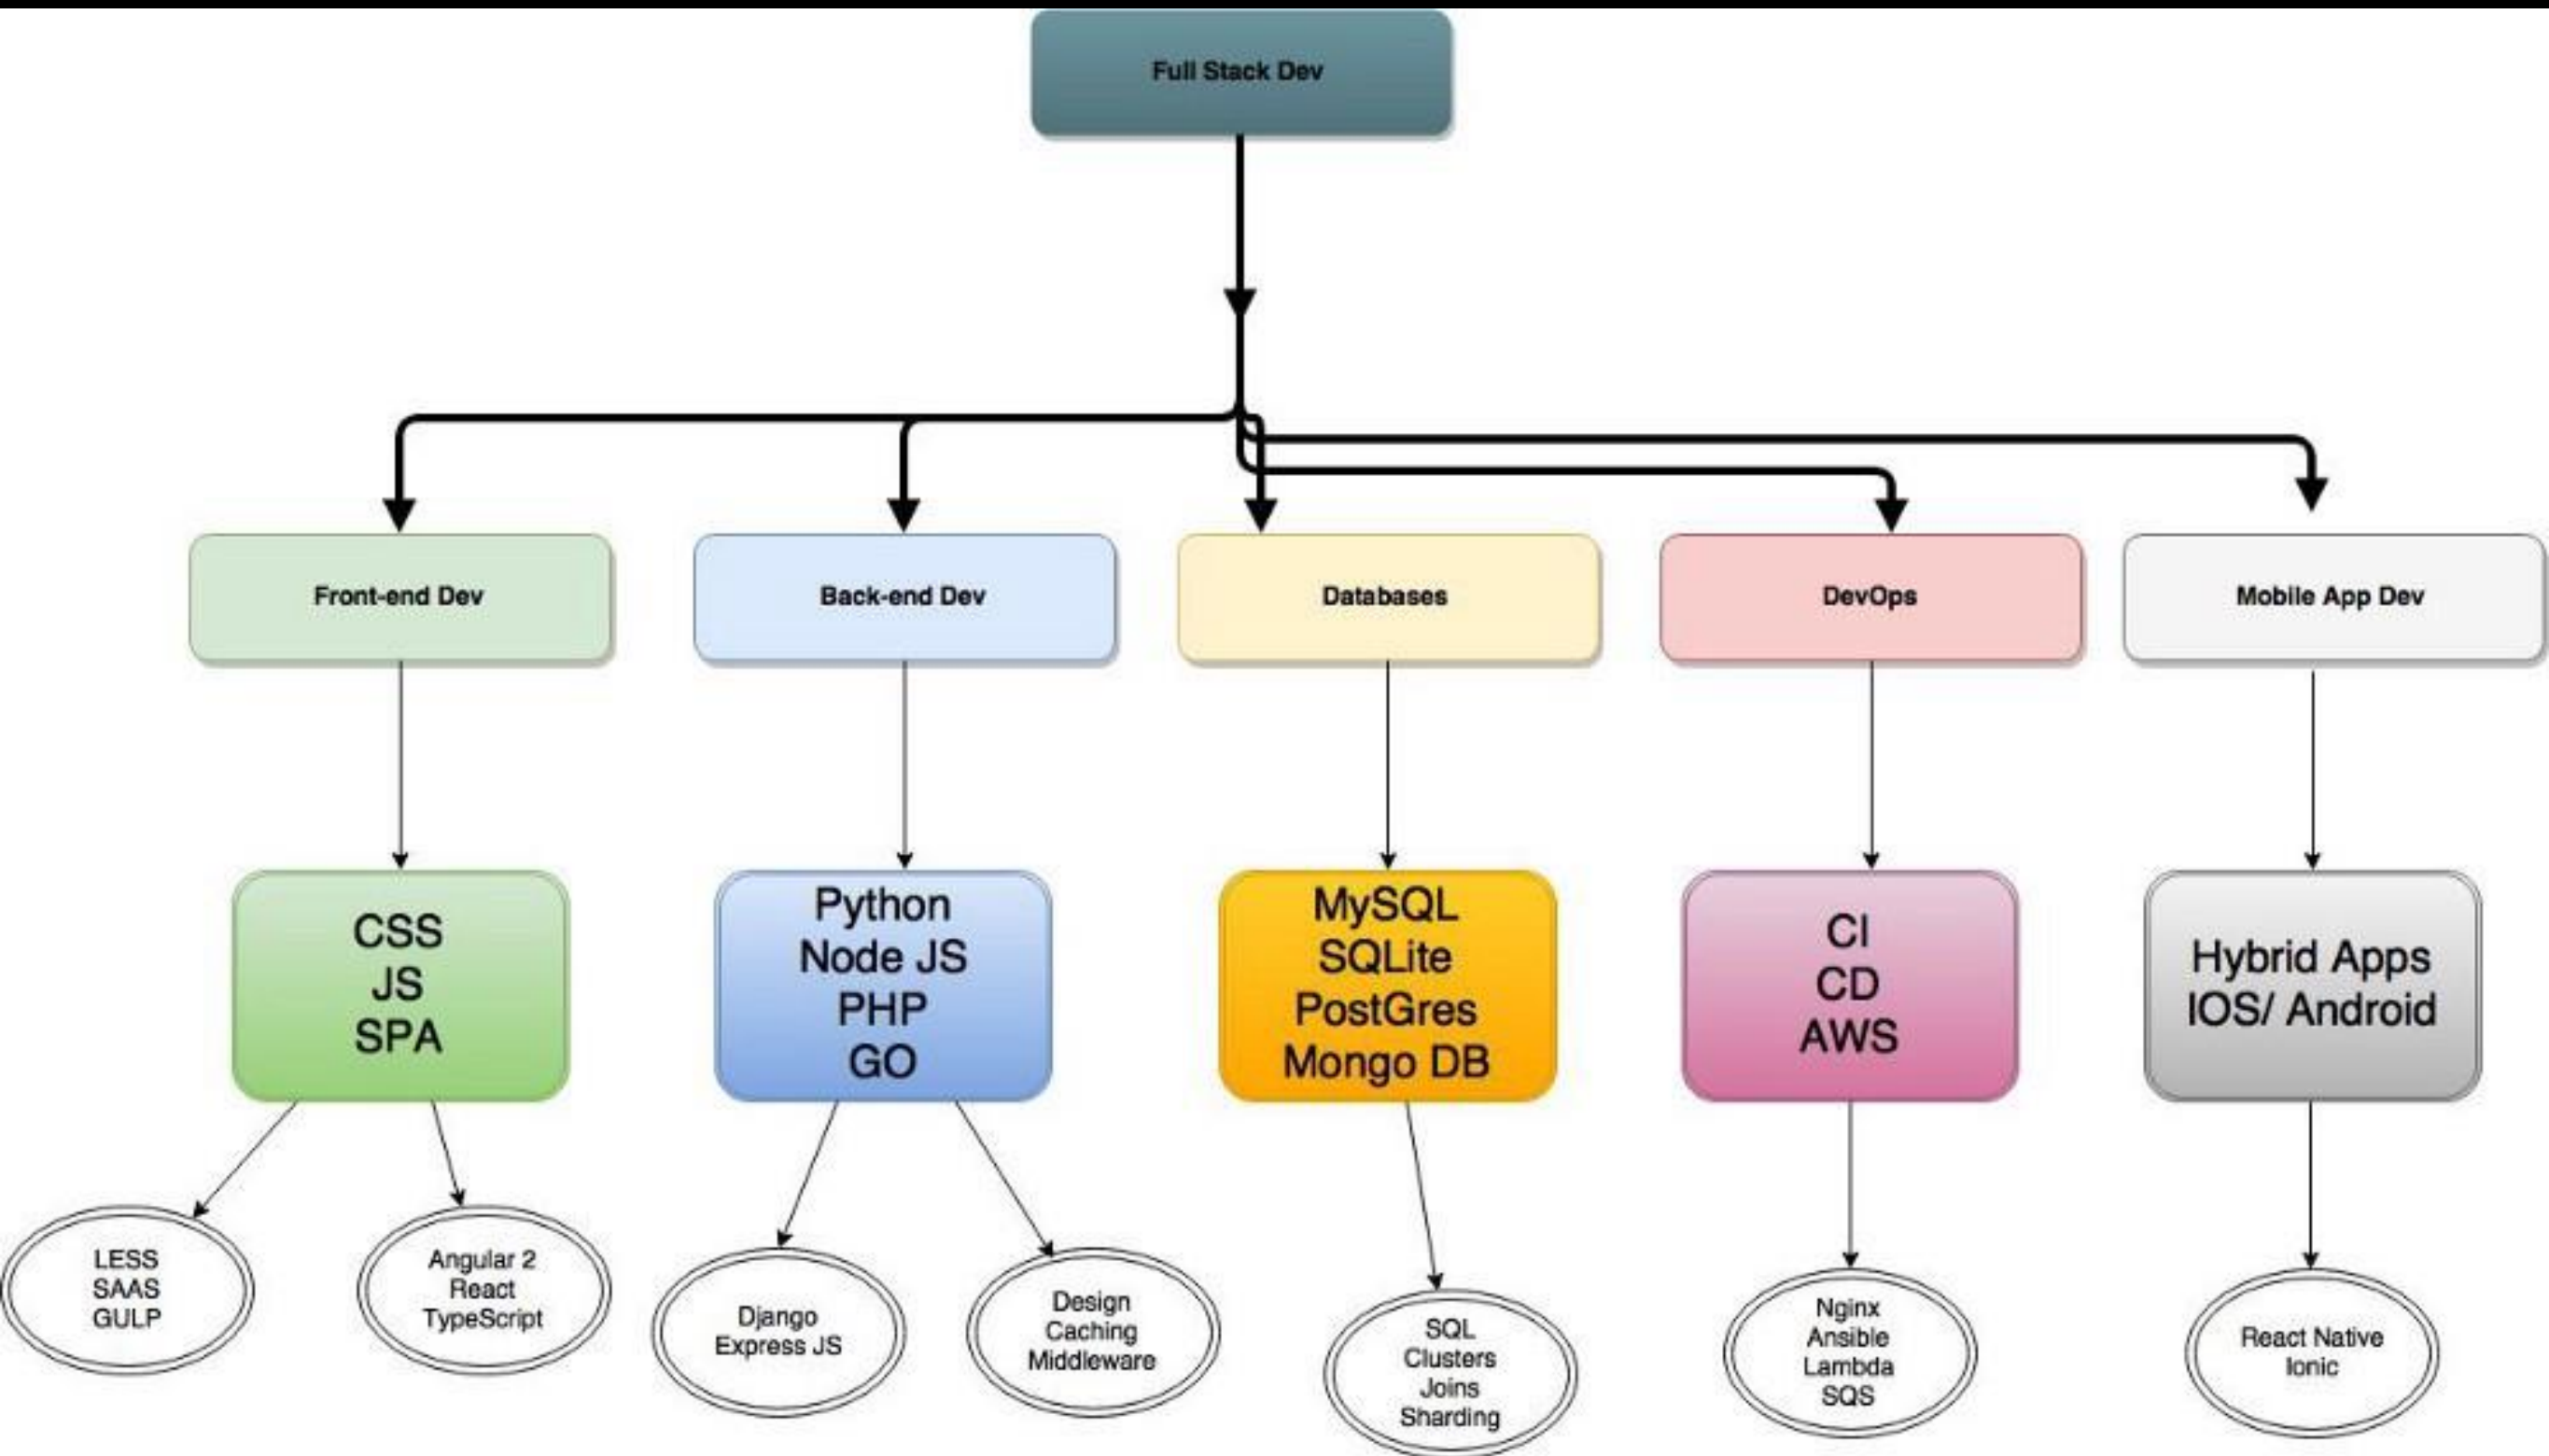 Full Stack Dev
Front-end Dev
Back-end Dev
Databases
DevOps
Mobile App Dev
CSS
JS
SPA
Python
Node JS
PHP
GO
MySQL
SQLite
PostGres
Mongo DB
CI
CD
AWS
Hybrid Apps
IOS/ Android
LESS
SAAS
GULP
Angular 2
React
TypeScript
Django
Express JS
Design
Caching
Middleware
SQL
Clusters
Joins
Sharding
Nginx
Ansible
Lambda
SQS
React Native
Ionic